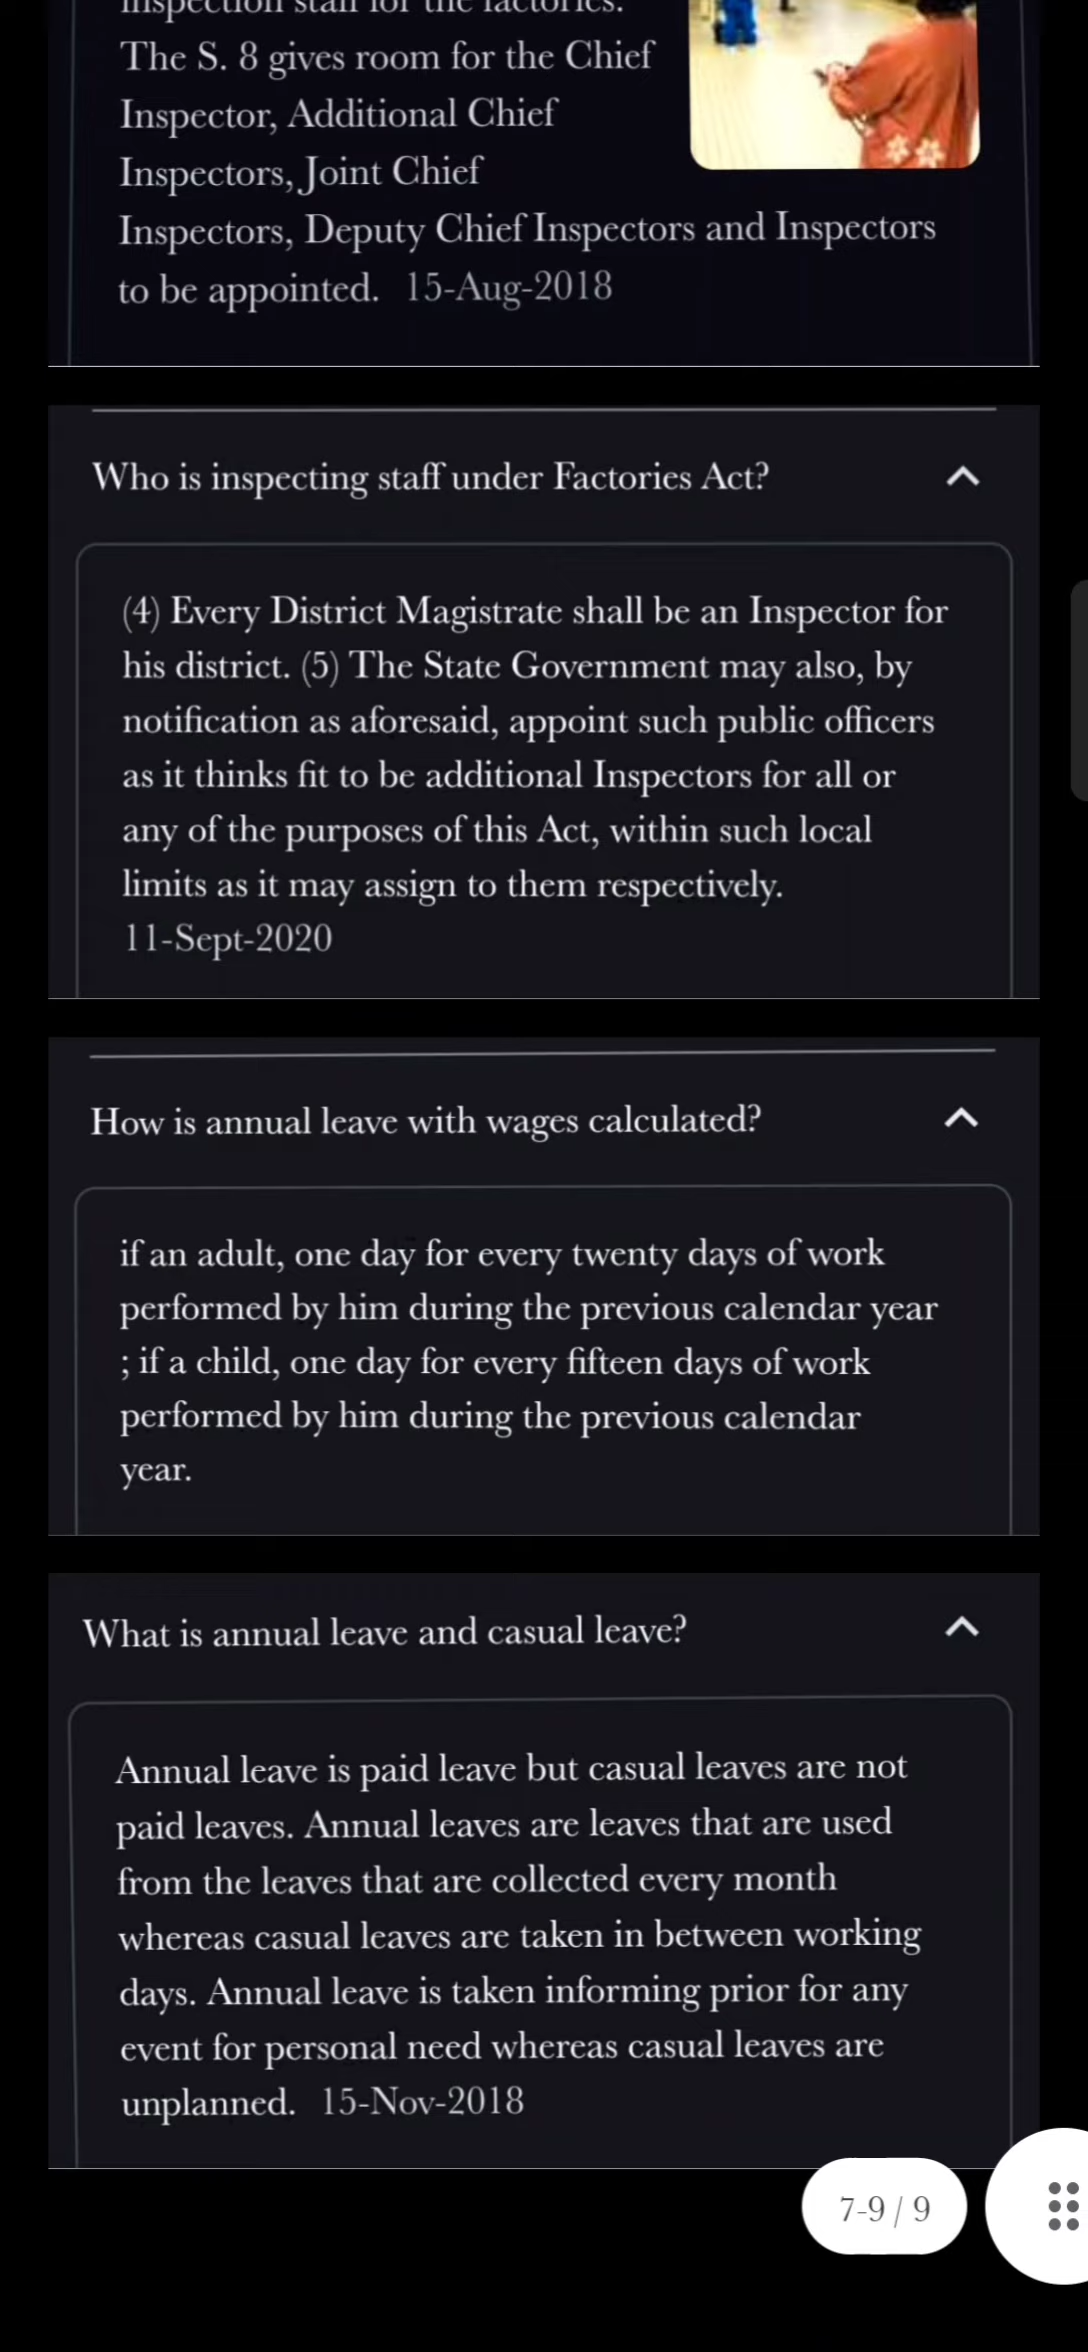 inspection staff for the factories.
The S. 8 gives room for the Chief
Inspector, Additional Chief
Inspectors, Joint Chief
Inspectors, Deputy Chief Inspectors and Inspectors
to be appointed. 15-Aug-2018
Who is inspecting staff under Factories Act?
(4) Every District Magistrate shall be an Inspector for
his district. (5) The State Government may also, by
notification as aforesaid, appoint such public officers
as it thinks fit to be additional Inspectors for all or
any of the purposes of this Act, within such local
limits as it may assign to them respectively.
11-Sept-2020
How is annual leave with wages calculated?
if an adult, one day for every twenty days of work
performed by him during the previous calendar year
; if a child, one day for every fifteen days of work
performed by him during the previous calendar
year.
What is annual leave and casual leave?
Annual leave is paid leave but casual leaves are not
paid leaves. Annual leaves are leaves that are used
from the leaves that are collected every month
whereas casual leaves are taken in between working
days. Annual leave is taken informing prior for any
event for personal need whereas casual leaves are
unplanned. 15-Nov-2018
7-9 / 9